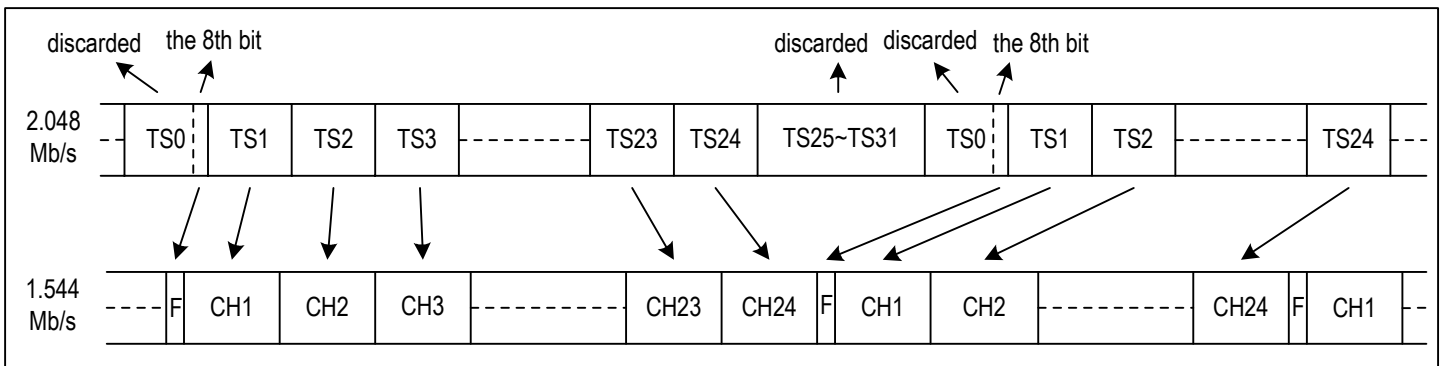 discarded the 8th bit discarded discarded the 8th bit
2.048
Mb/s
TS0 TS1 TS2 TS3 TS23 TS24 TS25~TS31 TS0 TS1 TS2 TS24
1.544
Mb/s
F CH1 CH2 CH3 CH23 CH24 F CH1 CH2 CH24 F CH1